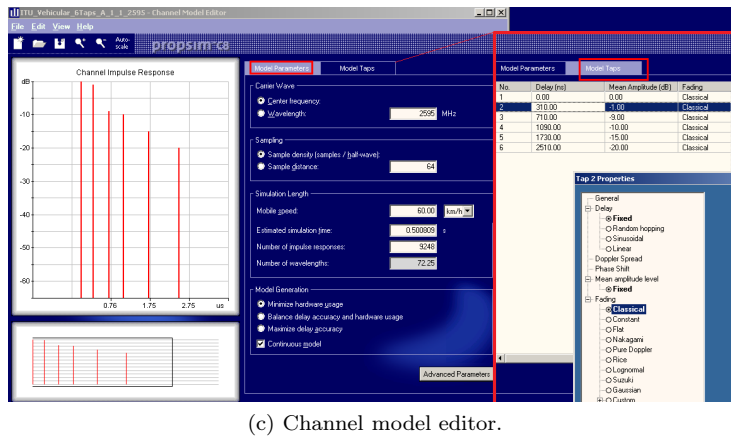 ITU_Vehicular_6Taps_A_1_1_2595 - Channel Model Editor
File Edit View Help
Auto-scale propsim-c8
Channel Impulse Response
dB
-10
-20
-30
-40
-50
-60
0.76 1.75 2.75 us
Model Parameters Model Taps
Carrier Wave
Center frequency:
Wavelength: 2595 MHz
Sampling
Sample density (samples / half-wave):
Sample distance: 64
Simulation Length
Mobile speed: 60.00 km/h
Estimated simulation time: 0.500809 s
Number of impulse responses: 9248
Number of wavelengths: 72.25
Model Generation
Minimize hardware usage
Balance delay accuracy and hardware usage
Maximize delay accuracy
Continuous model
Advanced Parameters
Model Parameters Model Taps
No. Delay (ns) Mean Amplitude (dB) Fading
1 0.00 0.00 Classical
2 310.00 -1.00 Classical
3 710.00 -9.00 Classical
4 1090.00 -10.00 Classical
5 1730.00 -15.00 Classical
6 2510.00 -20.00 Classical
Tap 2 Properties
General
Delay
Fixed
Random hopping
Sinusoidal
Linear
Doppler Spread
Phase Shift
Mean amplitude level
Fixed
Fading
Classical
Constant
Flat
Nakagami
Pure Doppler
Rice
Lognormal
Suzuki
Gaussian
Custom
(c) Channel model editor.